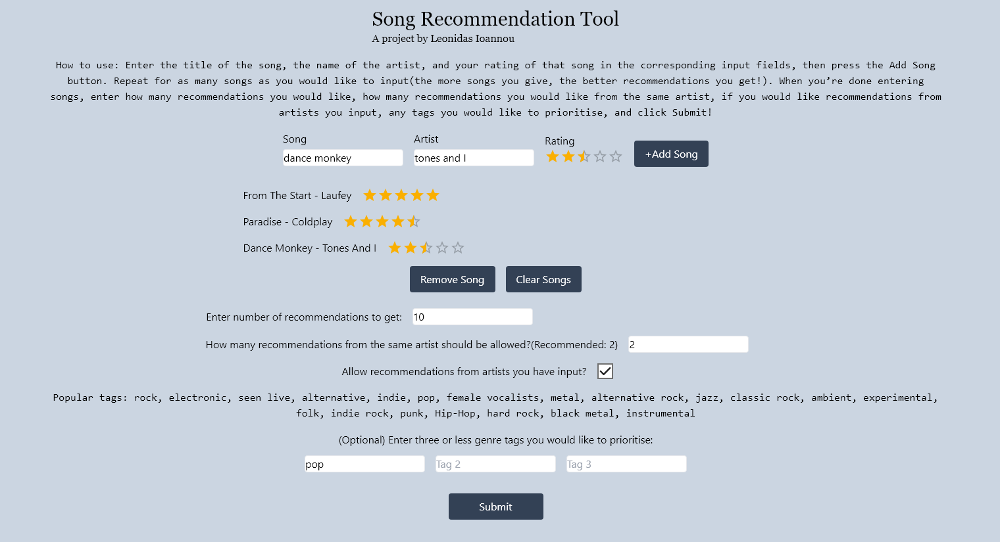 Song Recommendation Tool
A project by Leonidas Ioannou
How to use: Enter the title of the song, the name of the artist, and your rating of that song in the corresponding input fields, then press the Add Song
button. Repeat for as many songs as you would like to input(the more songs you give, the better recommendations you get!). When you’re done entering
songs, enter how many recommendations you would like, how many recommendations you would like from the same artist, if you would like recommendations from
artists you input, any tags you would like to prioritise, and click Submit!
Song Artist Rating
dance monkey tones and I +Add Song
From The Start - Laufey
Paradise - Coldplay
Dance Monkey - Tones And I
Remove Song Clear Songs
Enter number of recommendations to get: 10
How many recommendations from the same artist should be allowed?(Recommended: 2) 2
Allow recommendations from artists you have input?
Popular tags: rock, electronic, seen live, alternative, indie, pop, female vocalists, metal, alternative rock, jazz, classic rock, ambient, experimental,
folk, indie rock, punk, Hip-Hop, hard rock, black metal, instrumental
(Optional) Enter three or less genre tags you would like to prioritise:
pop Tag 2 Tag 3
Submit